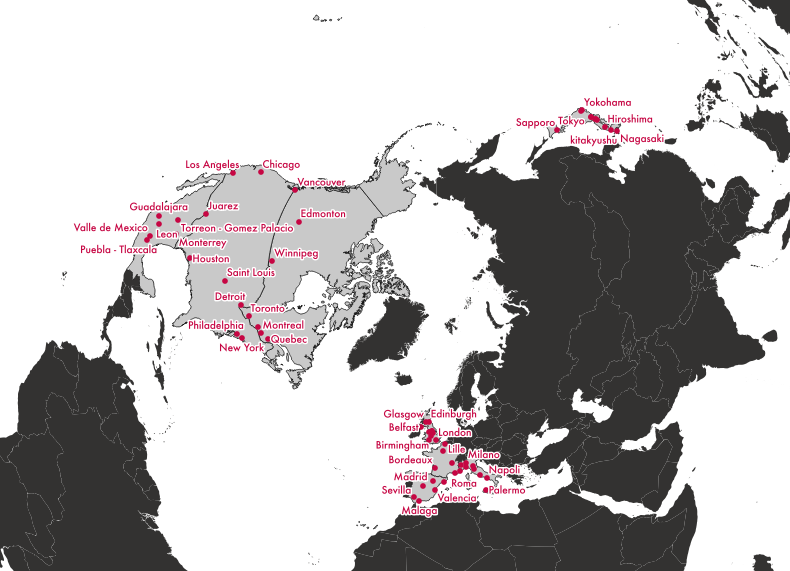 Yokohama
Sapporo
Tokyo
Hiroshima
kitakyushu
Nagasaki
Los Angeles
Chicago
Vancouver
Guadalajara
Juarez
Edmonton
Valle de Mexico
Leon
Torreon - Gomez Palacio
Puebla - Tlaxcala
Monterrey
Houston
Winnipeg
Saint Louis
Detroit
Toronto
Philadelphia
Montreal
New York
Quebec
Glasgow
Edinburgh
Belfast
London
Birmingham
Lille
Milano
Bordeaux
Napoli
Madrid
Roma
Sevilla
Valencia
Palermo
Malaga